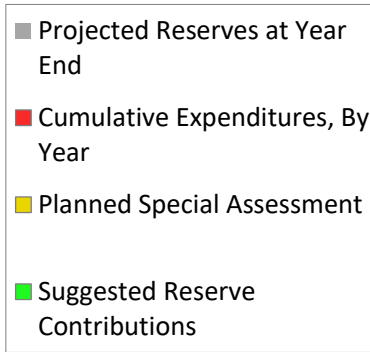 Projected Reserves at Year
End
Cumulative Expenditures, By
Year
Planned Special Assessment
Suggested Reserve
Contributions